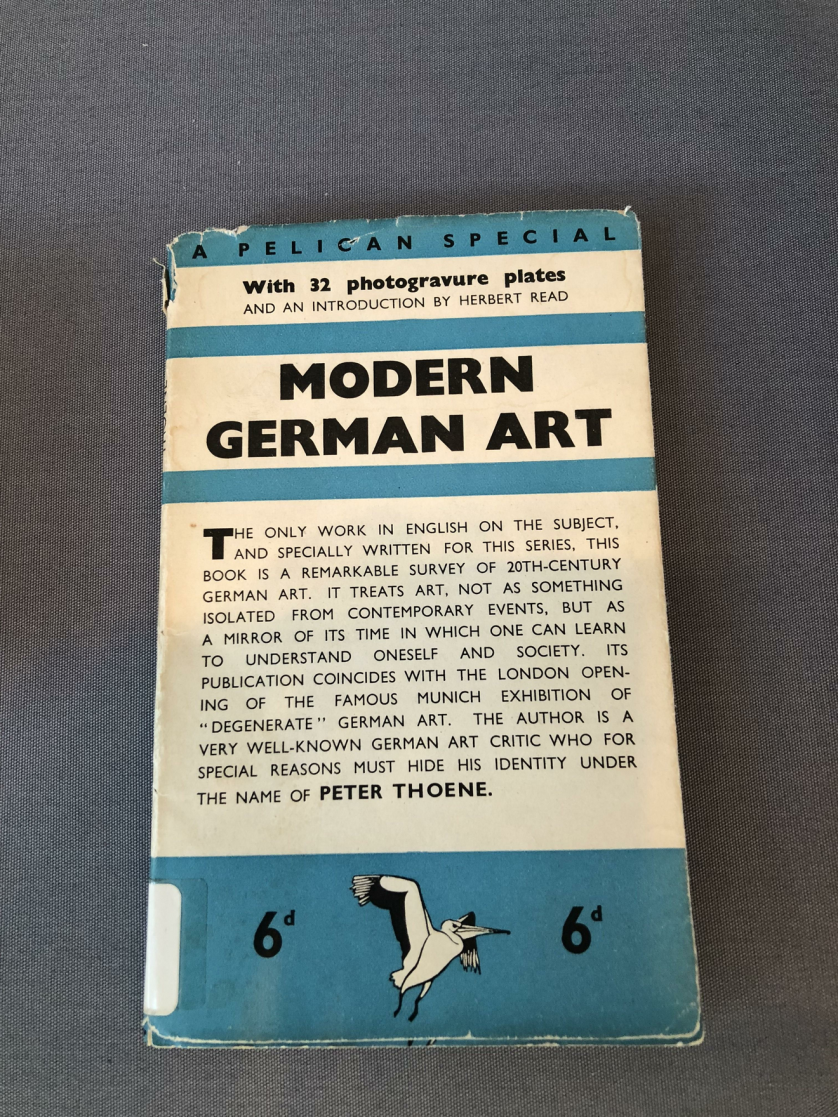 A PELICAN SPECIAL
With 32 photogravure plates
AND AN INTRODUCTION BY HERBERT READ
MODERN
GERMAN ART
THE ONLY WORK IN ENGLISH ON THE SUBJECT,
AND SPECIALLY WRITTEN FOR THIS SERIES, THIS
BOOK IS A REMARKABLE SURVEY OF 20TH-CENTURY
GERMAN ART. IT TREATS ART, NOT AS SOMETHING
ISOLATED FROM CONTEMPORARY EVENTS, BUT AS
A MIRROR OF ITS TIME IN WHICH ONE CAN LEARN
TO UNDERSTAND ONESELF AND SOCIETY. ITS
PUBLICATION COINCIDES WITH THE LONDON OPEN-
ING OF THE FAMOUS MUNICH EXHIBITION OF
“DEGENERATE” GERMAN ART. THE AUTHOR IS A
VERY WELL-KNOWN GERMAN ART CRITIC WHO FOR
SPECIAL REASONS MUST HIDE HIS IDENTITY UNDER
THE NAME OF PETER THOENE.
6d 6d